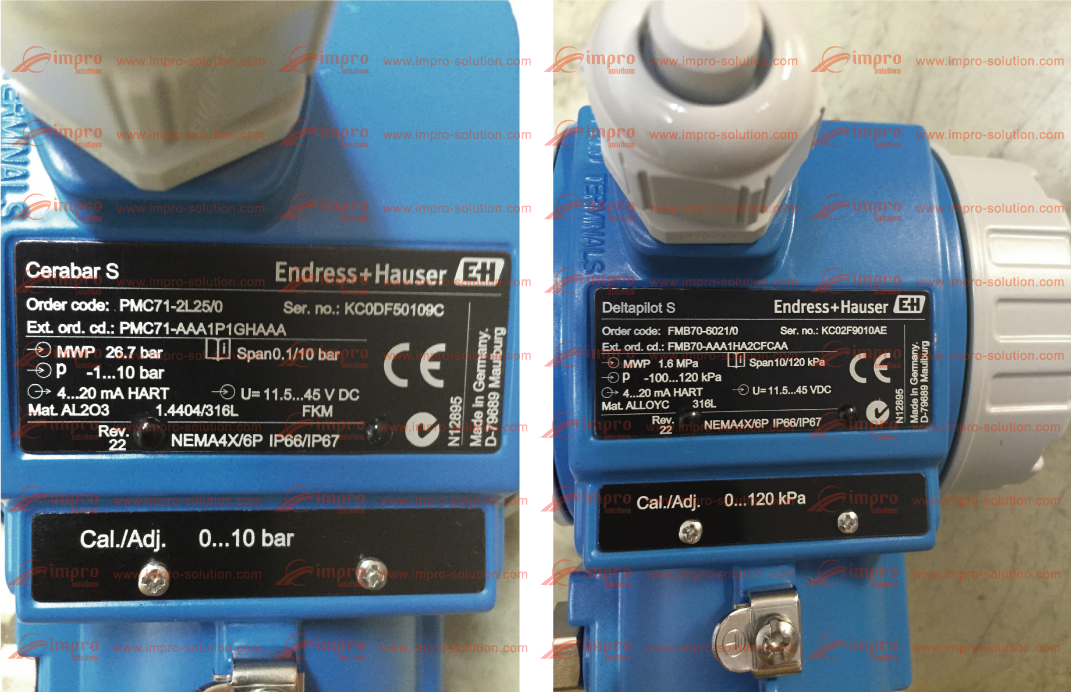 TERMINALS
Cerabar S
Endress+Hauser EH
Order code: PMC71-2L25/0
Ser. no.: KC0DF50109C
Ext. ord. cd.: PMC71-AAA1P1GHAAA
MWP 26.7 bar
Span0.1/10 bar
p -1...10 bar
4...20 mA HART
U= 11.5...45 V DC
Mat. AL2O3 1.4404/316L FKM
Rev. 22
NEMA4X/6P IP66/IP67
CE
N12895
Made in Germany.
D-79689 Maulburg
Cal./Adj. 0...10 bar
TERMINALS
Deltapilot S
Endress+Hauser EH
Order code: FMB70-6021/0
Ser. no.: KC02F9010AE
Ext. ord. cd.: FMB70-AAA1HA2CFCAA
MWP 1.6 MPa
Span10/120 kPa
p -100...120 kPa
4...20 mA HART
U= 11.5...45 VDC
Mat. ALLOYC 316L
Rev. 22
NEMA4X/6P IP66/IP67
CE
N12895
Made in Germany.
D-79689 Maulburg
Cal./Adj. 0...120 kPa
impro solutions www.impro-solution.com